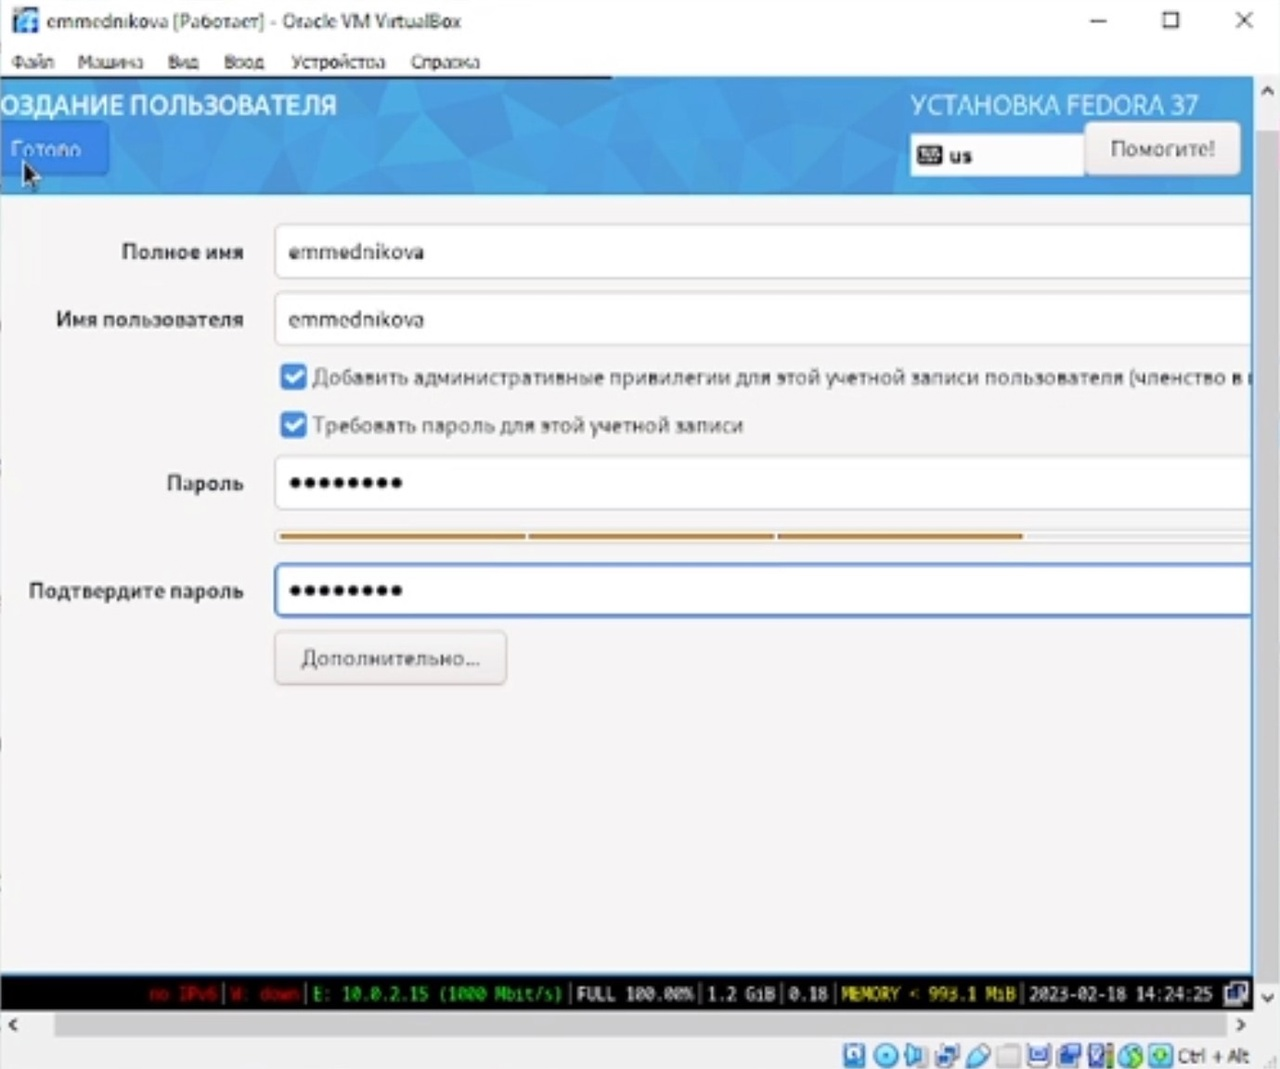 emmednikova [Работает] - Oracle VM VirtualBox
Файл Машина Вид Ввод Устройства Справка
ОЗДАНИЕ ПОЛЬЗОВАТЕЛЯ
УСТАНОВКА FEDORA 37
Готово
us
Помогите!
Полное имя
emmednikova
Имя пользователя
emmednikova
Добавить административные привилегии для этой учетной записи пользователя (членство в
Требовать пароль для этой учетной записи
Пароль
••••••••
Подтвердите пароль
••••••••
Дополнительно...
no IPv6 W: down E: 10.0.2.15 (1000 Mbit/s) FULL 100.00% 1.2 GiB 0.18 MEMORY < 993.1 MiB 2023-02-18 14:24:25
Ctrl + Alt